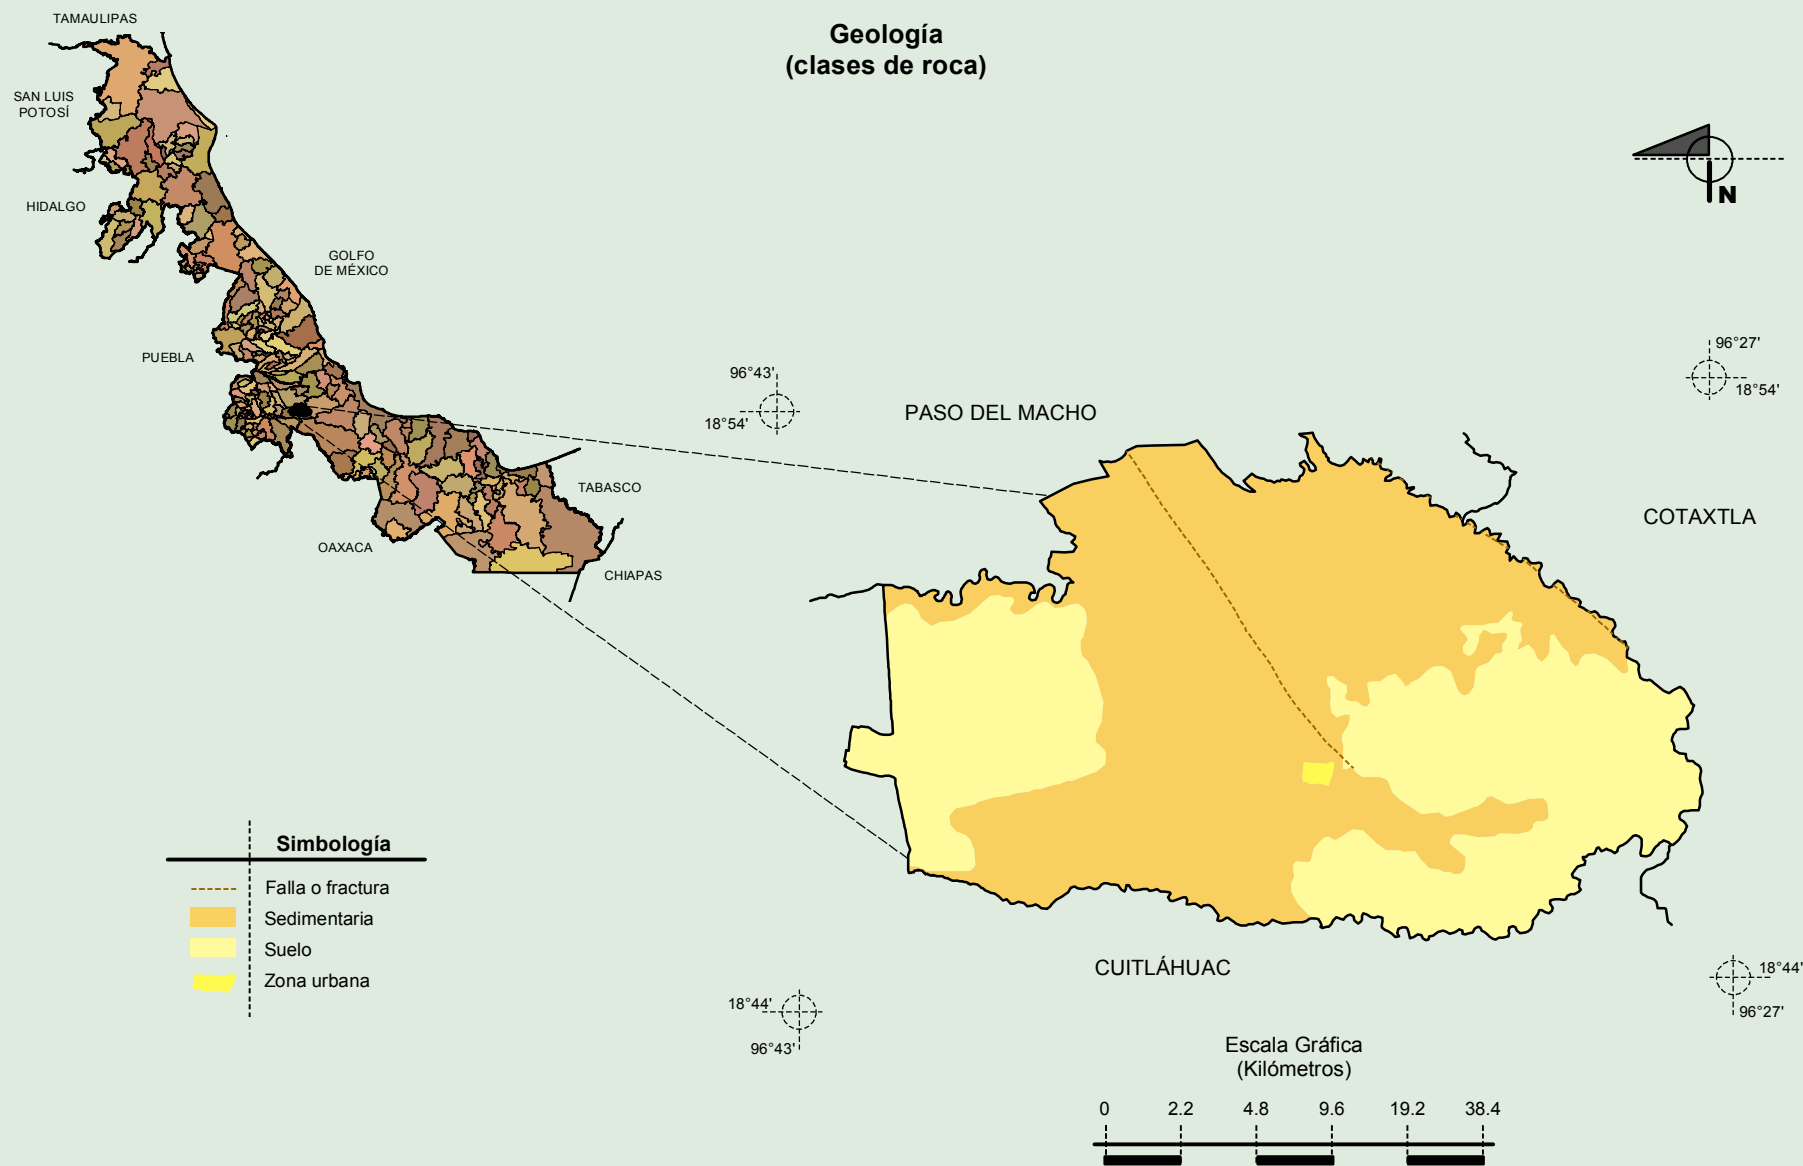 Geología
(clases de roca)
TAMAULIPAS
SAN LUIS
POTOSÍ
HIDALGO
GOLFO
DE MÉXICO
PUEBLA
TABASCO
OAXACA
CHIAPAS
N
96°43'
18°54'
PASO DEL MACHO
96°27'
18°54'
COTAXTLA
Simbología
Falla o fractura
Sedimentaria
Suelo
Zona urbana
CUITLÁHUAC
18°44'
96°43'
18°44'
96°27'
Escala Gráfica
(Kilómetros)
0 2.2 4.8 9.6 19.2 38.4